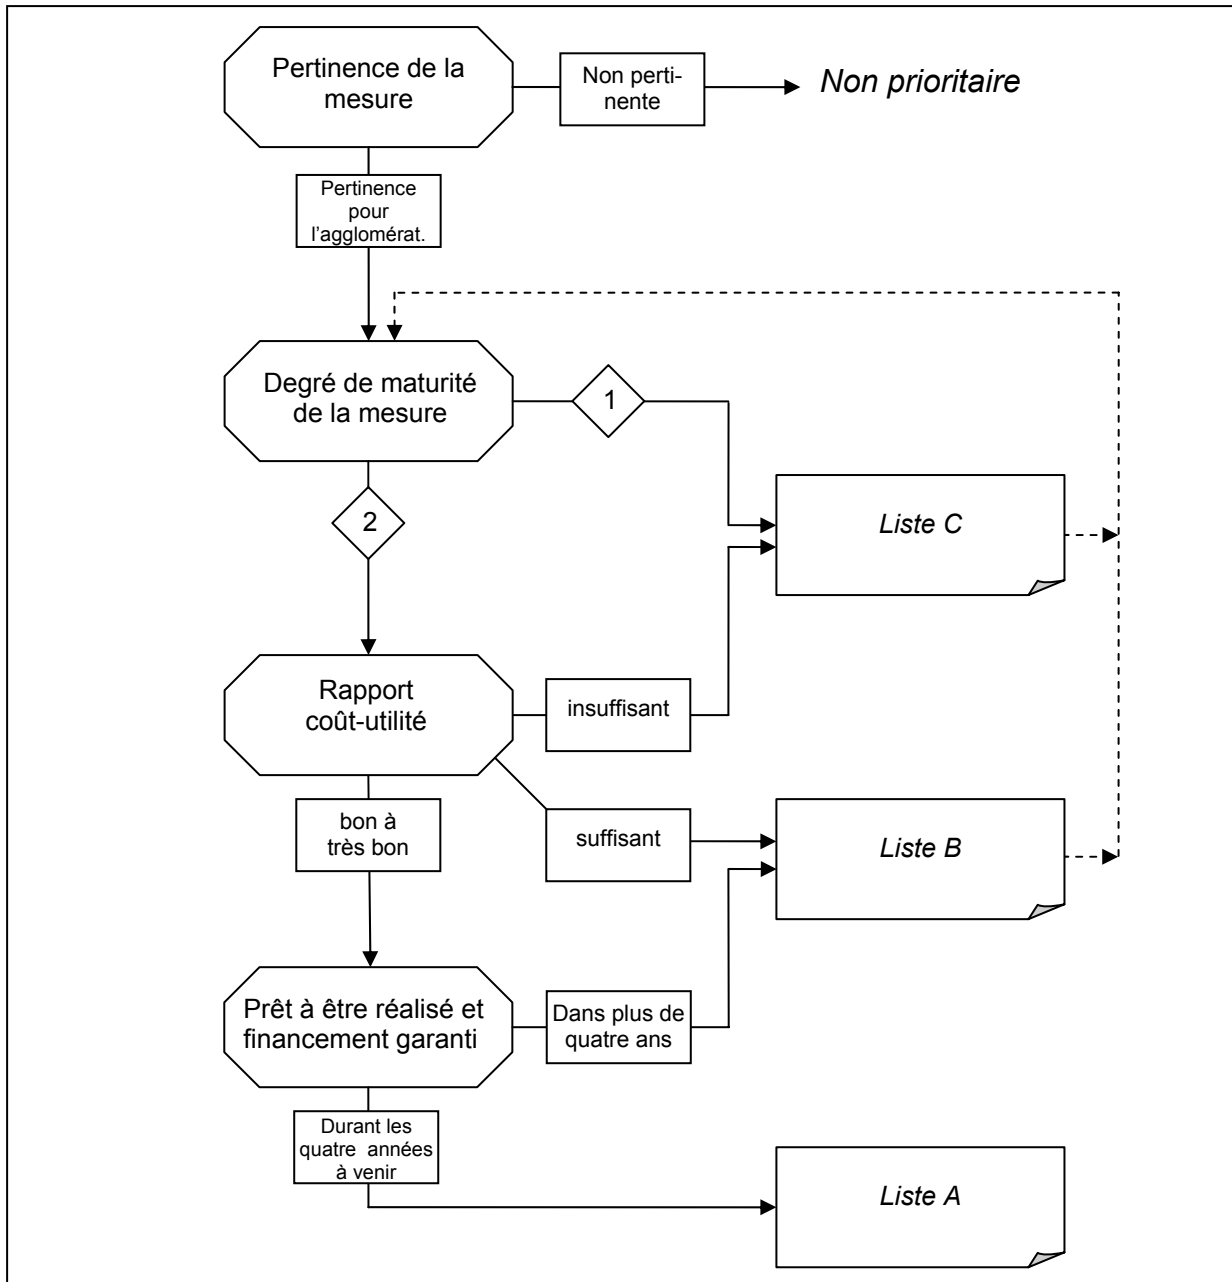 Pertinence de la
mesure
Non perti-
nente
Non prioritaire
Pertinence
pour
l'agglomérat.
Degré de maturité
de la mesure
1
2
Liste C
Rapport
coût-utilité
insuffisant
bon à
très bon
suffisant
Liste B
Prêt à être réalisé et
financement garanti
Dans plus de
quatre ans
Durant les
quatre années
à venir
Liste A